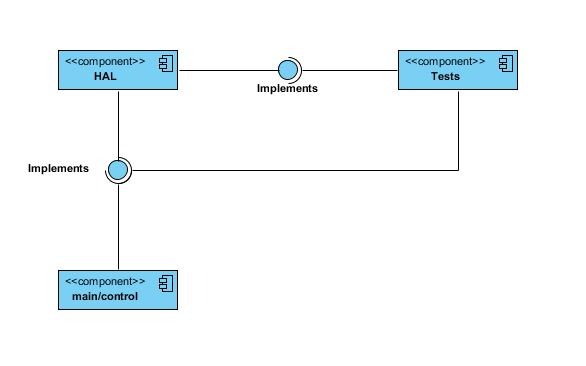 <<component>>
HAL
<<component>>
Tests
Implements
Implements
<<component>>
main/control